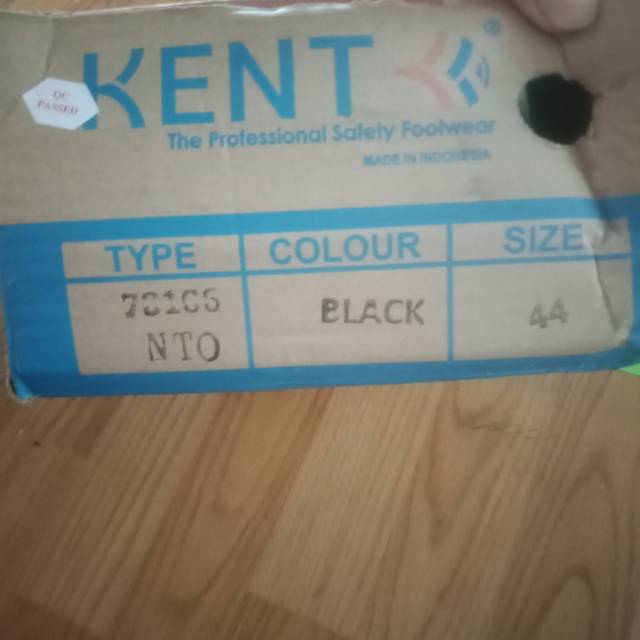 KENT
®
QC
PASSED
The Professional Safety Footwear
MADE IN INDONESIA
TYPE COLOUR SIZE
BLACK 44
NTO